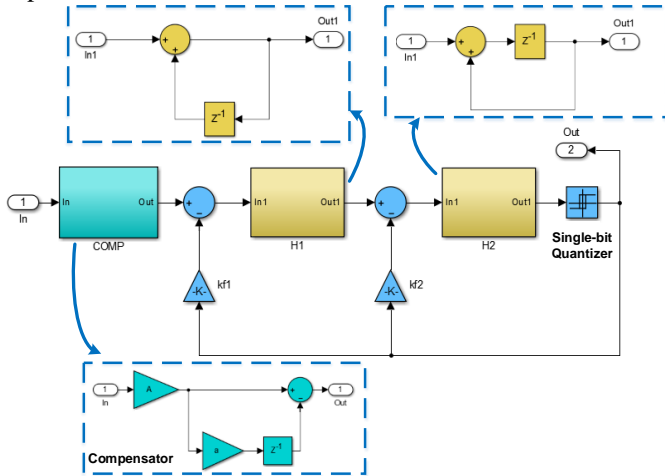 1
In1
+
+
Z⁻¹
Out1
1
1
In1
+
+
Z⁻¹
Out1
1
Out
2
1
In
In
Out
COMP
+
−
In1
Out1
H1
+
−
In1
Out1
H2
Single-bit
Quantizer
-K-
kf1
-K-
kf2
1
In
A
a
Z⁻¹
+
−
1
Out
Compensator